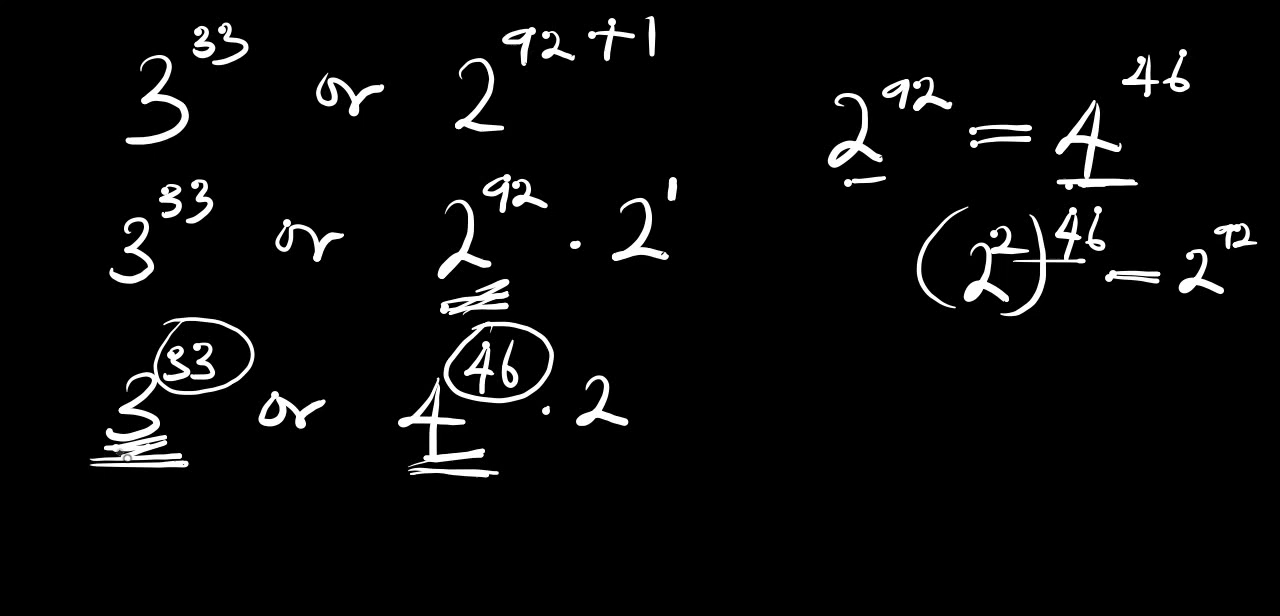 3^33 or 2^92+1
2^92 = 4^46
3^33 or 2^92 · 2^1
(2^2)^46 = 2^92
3^33 or 4^46 · 2